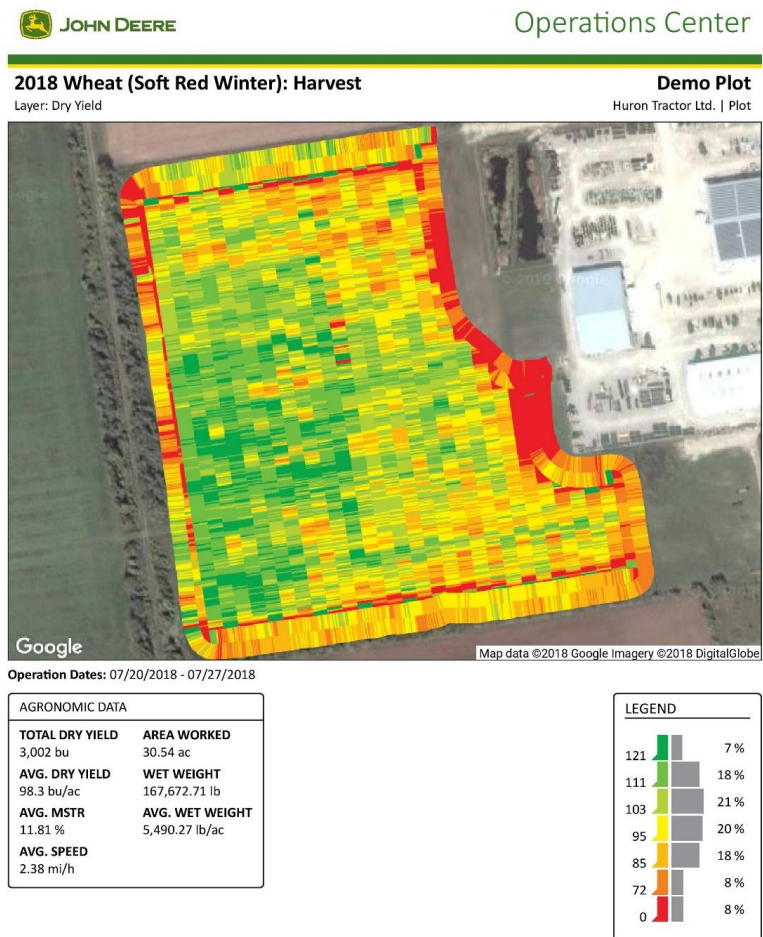 JOHN DEERE
Operations Center
2018 Wheat (Soft Red Winter): Harvest
Demo Plot
Layer: Dry Yield
Huron Tractor Ltd. | Plot
Google
Map data ©2018 Google Imagery ©2018 DigitalGlobe
Operation Dates: 07/20/2018 - 07/27/2018
AGRONOMIC DATA
TOTAL DRY YIELD
3,002 bu
AREA WORKED
30.54 ac
AVG. DRY YIELD
98.3 bu/ac
WET WEIGHT
167,672.71 lb
AVG. MSTR
11.81 %
AVG. WET WEIGHT
5,490.27 lb/ac
AVG. SPEED
2.38 mi/h
LEGEND
7 %
121
18 %
111
21 %
103
20 %
95
18 %
85
8 %
72
8 %
0